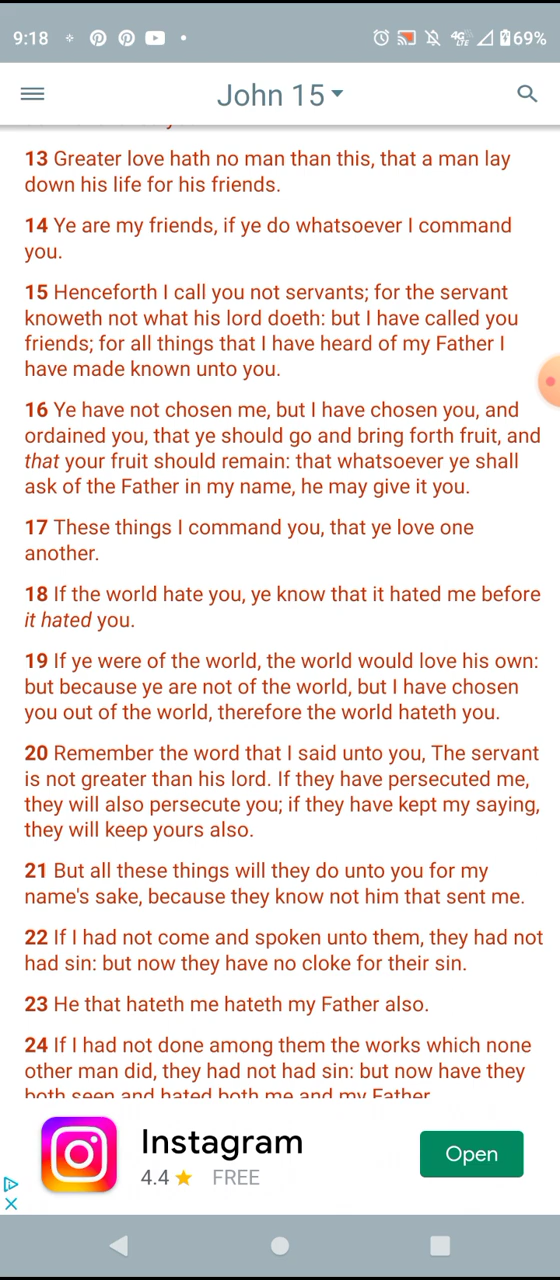 9:18
4G
LTE
69%
John 15
13 Greater love hath no man than this, that a man lay
down his life for his friends.
14 Ye are my friends, if ye do whatsoever I command
you.
15 Henceforth I call you not servants; for the servant
knoweth not what his lord doeth: but I have called you
friends; for all things that I have heard of my Father I
have made known unto you.
16 Ye have not chosen me, but I have chosen you, and
ordained you, that ye should go and bring forth fruit, and
that your fruit should remain: that whatsoever ye shall
ask of the Father in my name, he may give it you.
17 These things I command you, that ye love one
another.
18 If the world hate you, ye know that it hated me before
it hated you.
19 If ye were of the world, the world would love his own:
but because ye are not of the world, but I have chosen
you out of the world, therefore the world hateth you.
20 Remember the word that I said unto you, The servant
is not greater than his lord. If they have persecuted me,
they will also persecute you; if they have kept my saying,
they will keep yours also.
21 But all these things will they do unto you for my
name's sake, because they know not him that sent me.
22 If I had not come and spoken unto them, they had not
had sin: but now they have no cloke for their sin.
23 He that hateth me hateth my Father also.
24 If I had not done among them the works which none
other man did, they had not had sin: but now have they
both seen and hated both me and my Father
Instagram
4.4 ★ FREE
Open